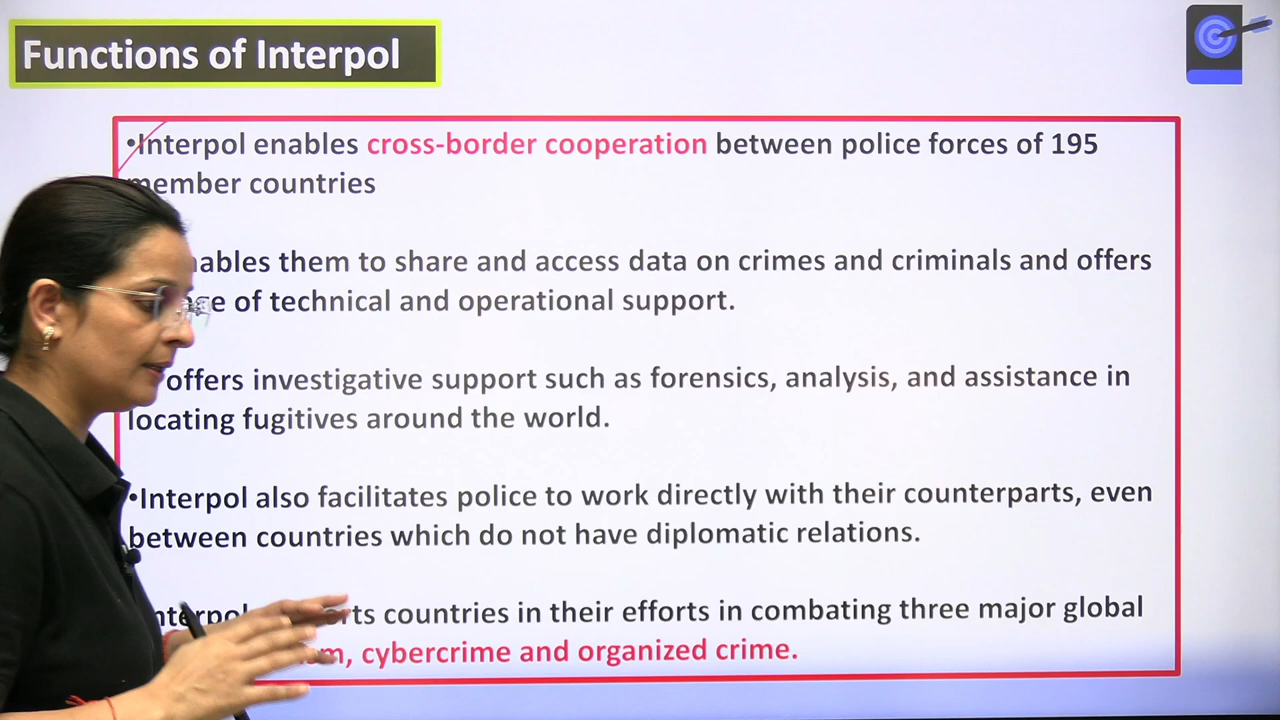 Functions of Interpol
•Interpol enables cross-border cooperation between police forces of 195
member countries
them to share and access data on crimes and criminals and offers
of technical and operational support.
offers investigative support such as forensics, analysis, and assistance in
locating fugitives around the world.
•Interpol also facilitates police to work directly with their counterparts, even
between countries which do not have diplomatic relations.
countries in their efforts in combating three major global
cybercrime and organized crime.